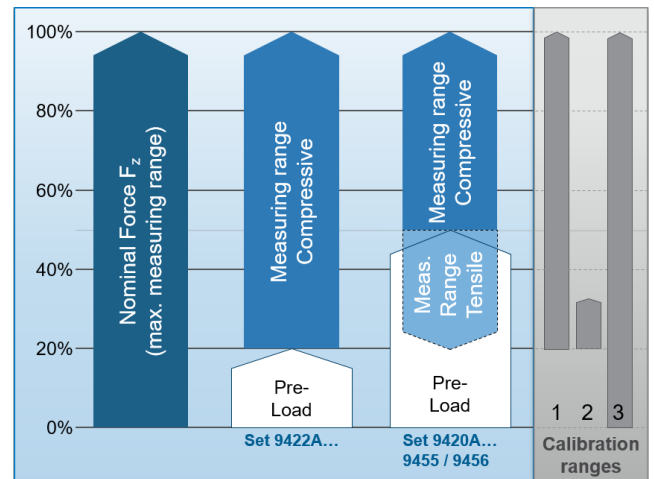 100%
80%
60%
40%
20%
0%
Nominal Force Fz
(max. measuring range)
Measuring range
Compressive
Pre-
Load
Set 9422A…
Measuring range
Compressive
Meas.
Range
Tensile
Pre-
Load
Set 9420A…
9455 / 9456
1 2 3
Calibration
ranges